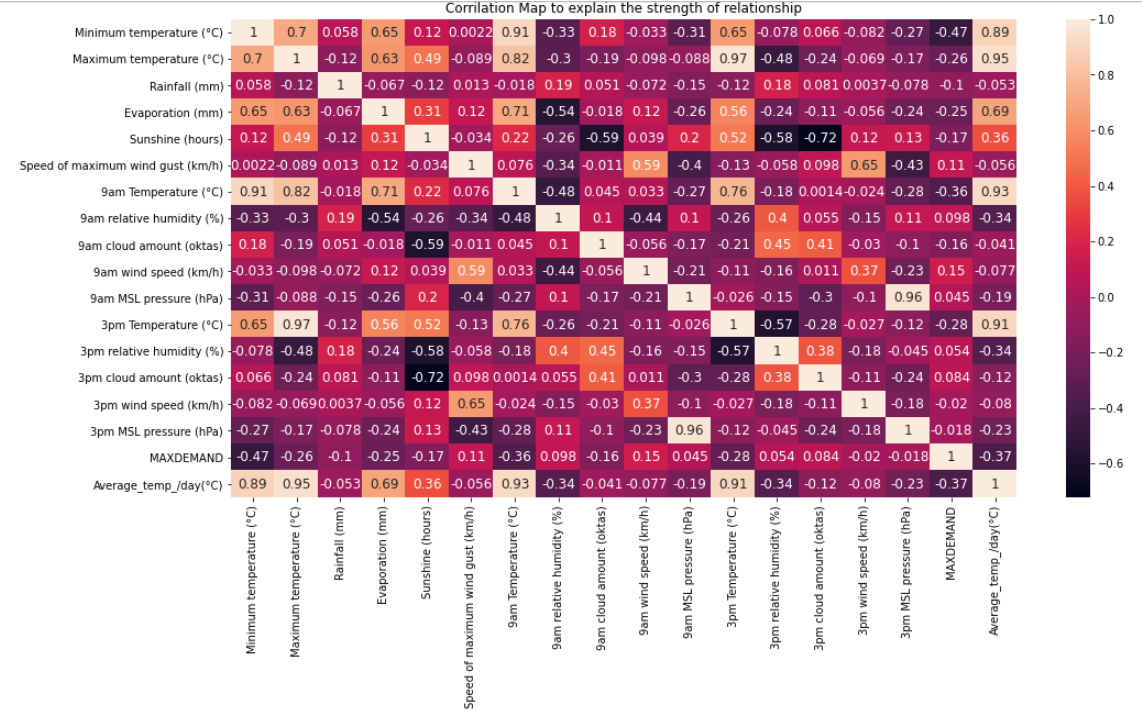 Corrilation Map to explain the strength of relationship
Minimum temperature (°C) 1 0.7 0.058 0.65 0.12 0.0022 0.91 -0.33 0.18 -0.033 -0.31 0.65 -0.078 0.066 -0.082 -0.27 -0.47 0.89
Maximum temperature (°C) 0.7 1 -0.12 0.63 0.49 -0.089 0.82 -0.3 -0.19 -0.098 -0.088 0.97 -0.48 -0.24 -0.069 -0.17 -0.26 0.95
Rainfall (mm) 0.058 -0.12 1 -0.067 -0.12 0.013 -0.018 0.19 0.051 -0.072 -0.15 -0.12 0.18 0.081 0.0037 -0.078 -0.1 -0.053
Evaporation (mm) 0.65 0.63 -0.067 1 0.31 0.12 0.71 -0.54 -0.018 0.12 -0.26 0.56 -0.24 -0.11 -0.056 -0.24 -0.25 0.69
Sunshine (hours) 0.12 0.49 -0.12 0.31 1 -0.034 0.22 -0.26 -0.59 0.039 0.2 0.52 -0.58 -0.72 0.12 0.13 -0.17 0.36
Speed of maximum wind gust (km/h) 0.0022 -0.089 0.013 0.12 -0.034 1 0.076 -0.34 -0.011 0.59 -0.4 -0.13 -0.058 0.098 0.65 -0.43 0.11 -0.056
9am Temperature (°C) 0.91 0.82 -0.018 0.71 0.22 0.076 1 -0.48 0.045 0.033 -0.27 0.76 -0.18 0.0014 -0.024 -0.28 -0.36 0.93
9am relative humidity (%) -0.33 -0.3 0.19 -0.54 -0.26 -0.34 -0.48 1 0.1 -0.44 0.1 -0.26 0.4 0.055 -0.15 0.11 0.098 -0.34
9am cloud amount (oktas) 0.18 -0.19 0.051 -0.018 -0.59 -0.011 0.045 0.1 1 -0.056 -0.17 -0.21 0.45 0.41 -0.03 -0.1 -0.16 -0.041
9am wind speed (km/h) -0.033 -0.098 -0.072 0.12 0.039 0.59 0.033 -0.44 -0.056 1 -0.21 -0.11 -0.16 0.011 0.37 -0.23 0.15 -0.077
9am MSL pressure (hPa) -0.31 -0.088 -0.15 -0.26 0.2 -0.4 -0.27 0.1 -0.17 -0.21 1 -0.026 -0.15 -0.3 -0.1 0.96 0.045 -0.19
3pm Temperature (°C) 0.65 0.97 -0.12 0.56 0.52 -0.13 0.76 -0.26 -0.21 -0.11 -0.026 1 -0.57 -0.28 -0.027 -0.12 -0.28 0.91
3pm relative humidity (%) -0.078 -0.48 0.18 -0.24 -0.58 -0.058 -0.18 0.4 0.45 -0.16 -0.15 -0.57 1 0.38 -0.18 -0.045 0.054 -0.34
3pm cloud amount (oktas) 0.066 -0.24 0.081 -0.11 -0.72 0.098 0.0014 0.055 0.41 0.011 -0.3 -0.28 0.38 1 -0.11 -0.24 0.084 -0.12
3pm wind speed (km/h) -0.082 -0.069 0.0037 -0.056 0.12 0.65 -0.024 -0.15 -0.03 0.37 -0.1 -0.027 -0.18 -0.11 1 -0.18 -0.02 -0.08
3pm MSL pressure (hPa) -0.27 -0.17 -0.078 -0.24 0.13 -0.43 -0.28 0.11 -0.1 -0.23 0.96 -0.12 -0.045 -0.24 -0.18 1 -0.018 -0.23
MAXDEMAND -0.47 -0.26 -0.1 -0.25 -0.17 0.11 -0.36 0.098 -0.16 0.15 0.045 -0.28 0.054 0.084 -0.02 -0.018 1 -0.37
Average_temp_/day(°C) 0.89 0.95 -0.053 0.69 0.36 -0.056 0.93 -0.34 -0.041 -0.077 -0.19 0.91 -0.34 -0.12 -0.08 -0.23 -0.37 1
Minimum temperature (°C)
Maximum temperature (°C)
Rainfall (mm)
Evaporation (mm)
Sunshine (hours)
Speed of maximum wind gust (km/h)
9am Temperature (°C)
9am relative humidity (%)
9am cloud amount (oktas)
9am wind speed (km/h)
9am MSL pressure (hPa)
3pm Temperature (°C)
3pm relative humidity (%)
3pm cloud amount (oktas)
3pm wind speed (km/h)
3pm MSL pressure (hPa)
MAXDEMAND
Average_temp_/day(°C)
1.0
0.8
0.6
0.4
0.2
0.0
−0.2
−0.4
−0.6